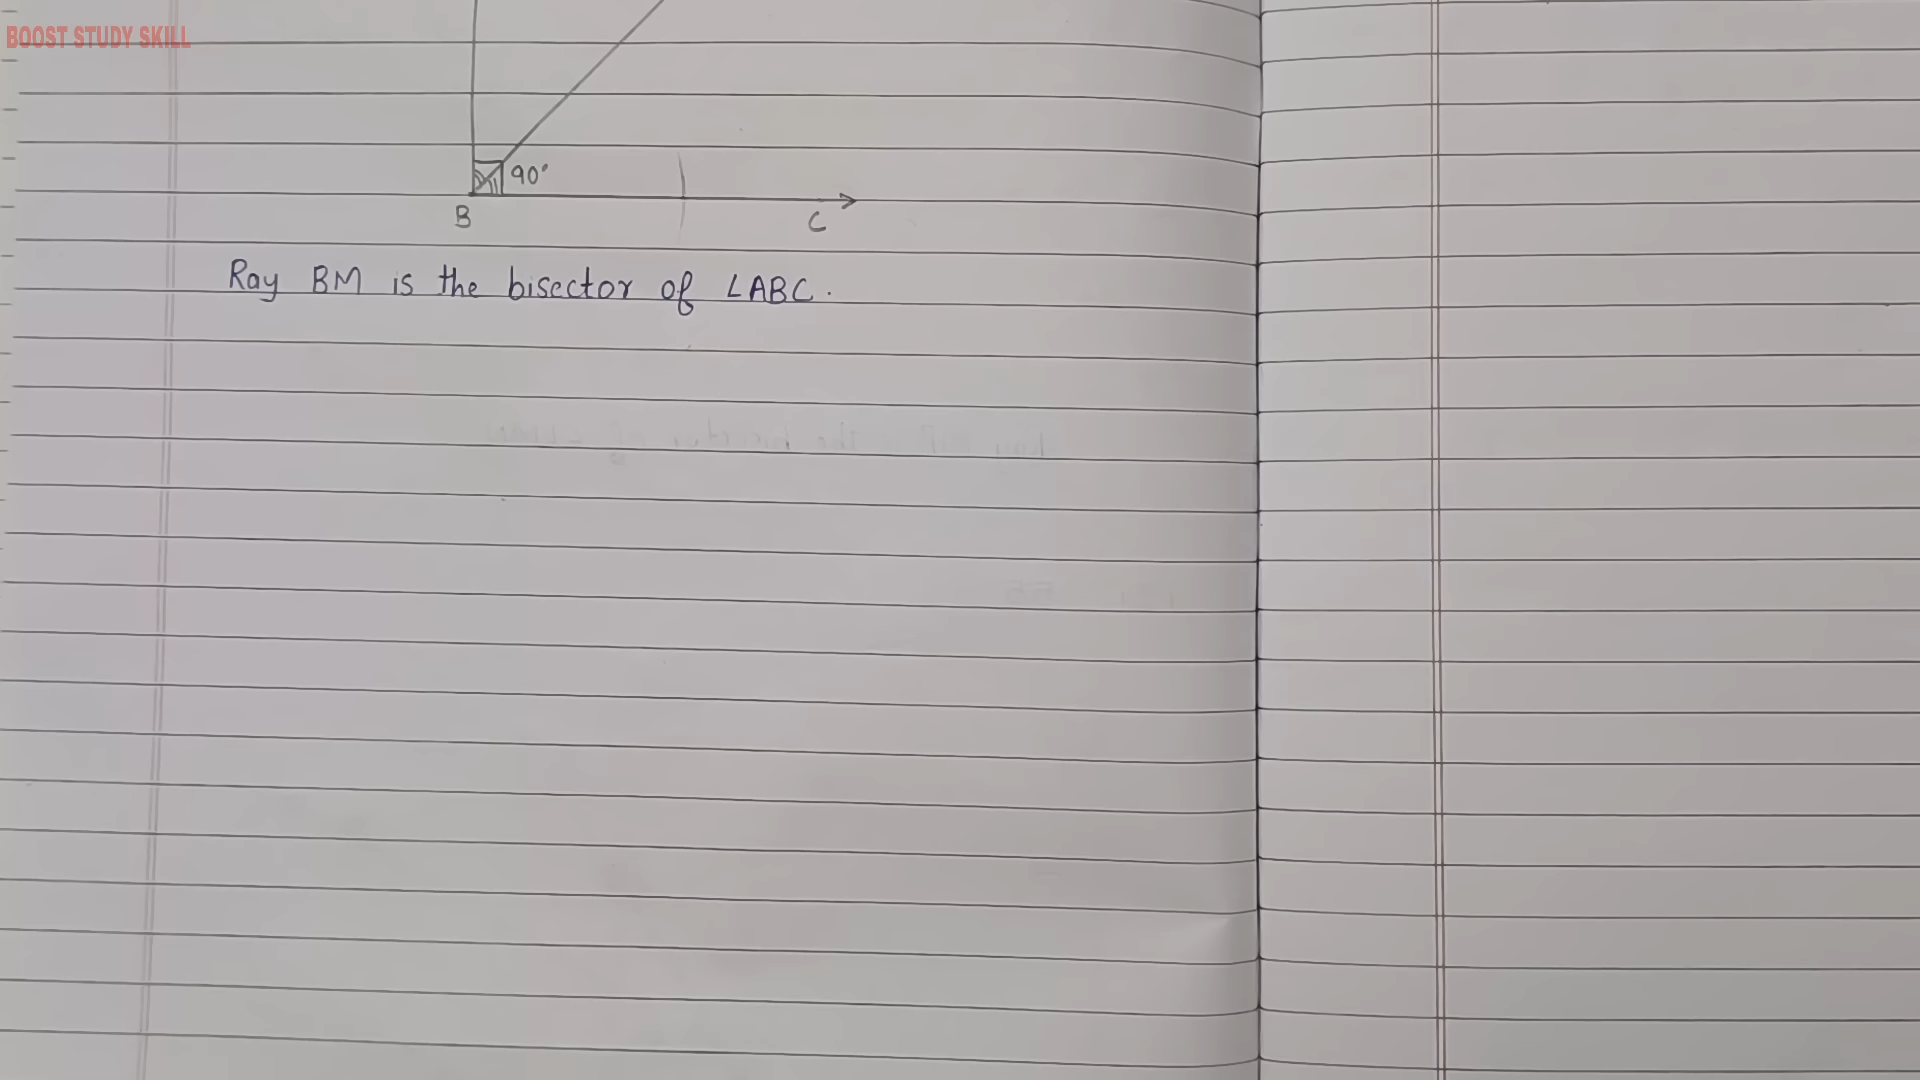 BOOST STUDY SKILL
90°
B
C
Ray BM is the bisector of ∠ABC.